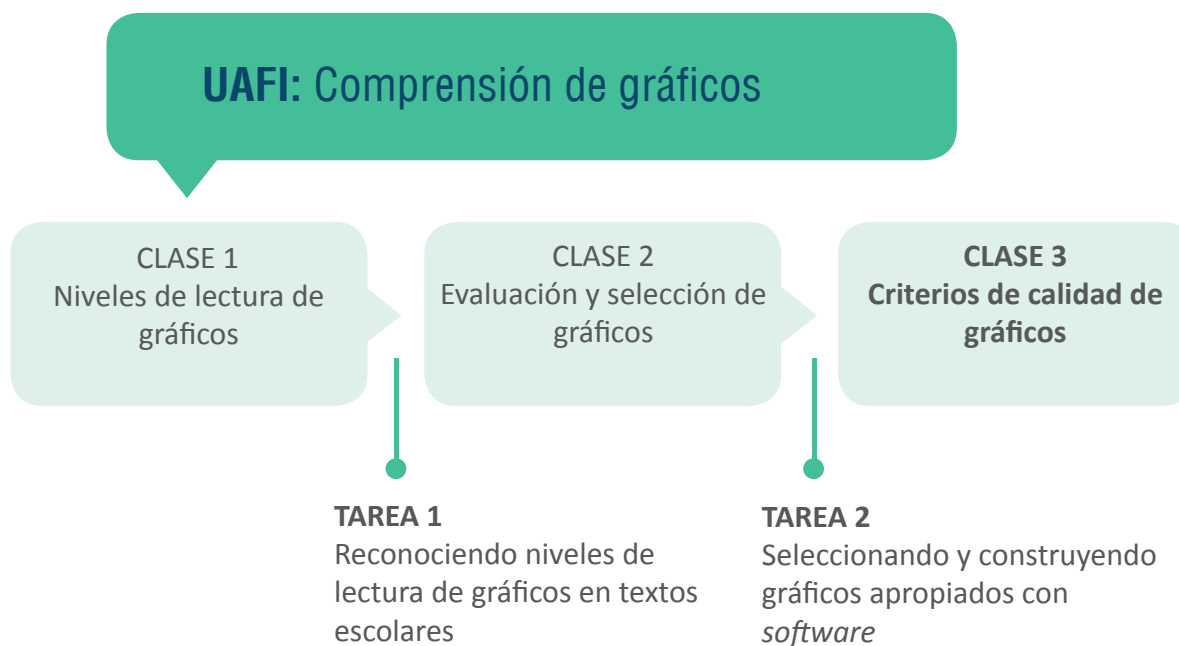 UAFI: Comprensión de gráficos
CLASE 1
Niveles de lectura de
gráficos
CLASE 2
Evaluación y selección de
gráficos
CLASE 3
Criterios de calidad de
gráficos
TAREA 1
Reconociendo niveles de
lectura de gráficos en textos
escolares
TAREA 2
Seleccionando y construyendo
gráficos apropiados con
software